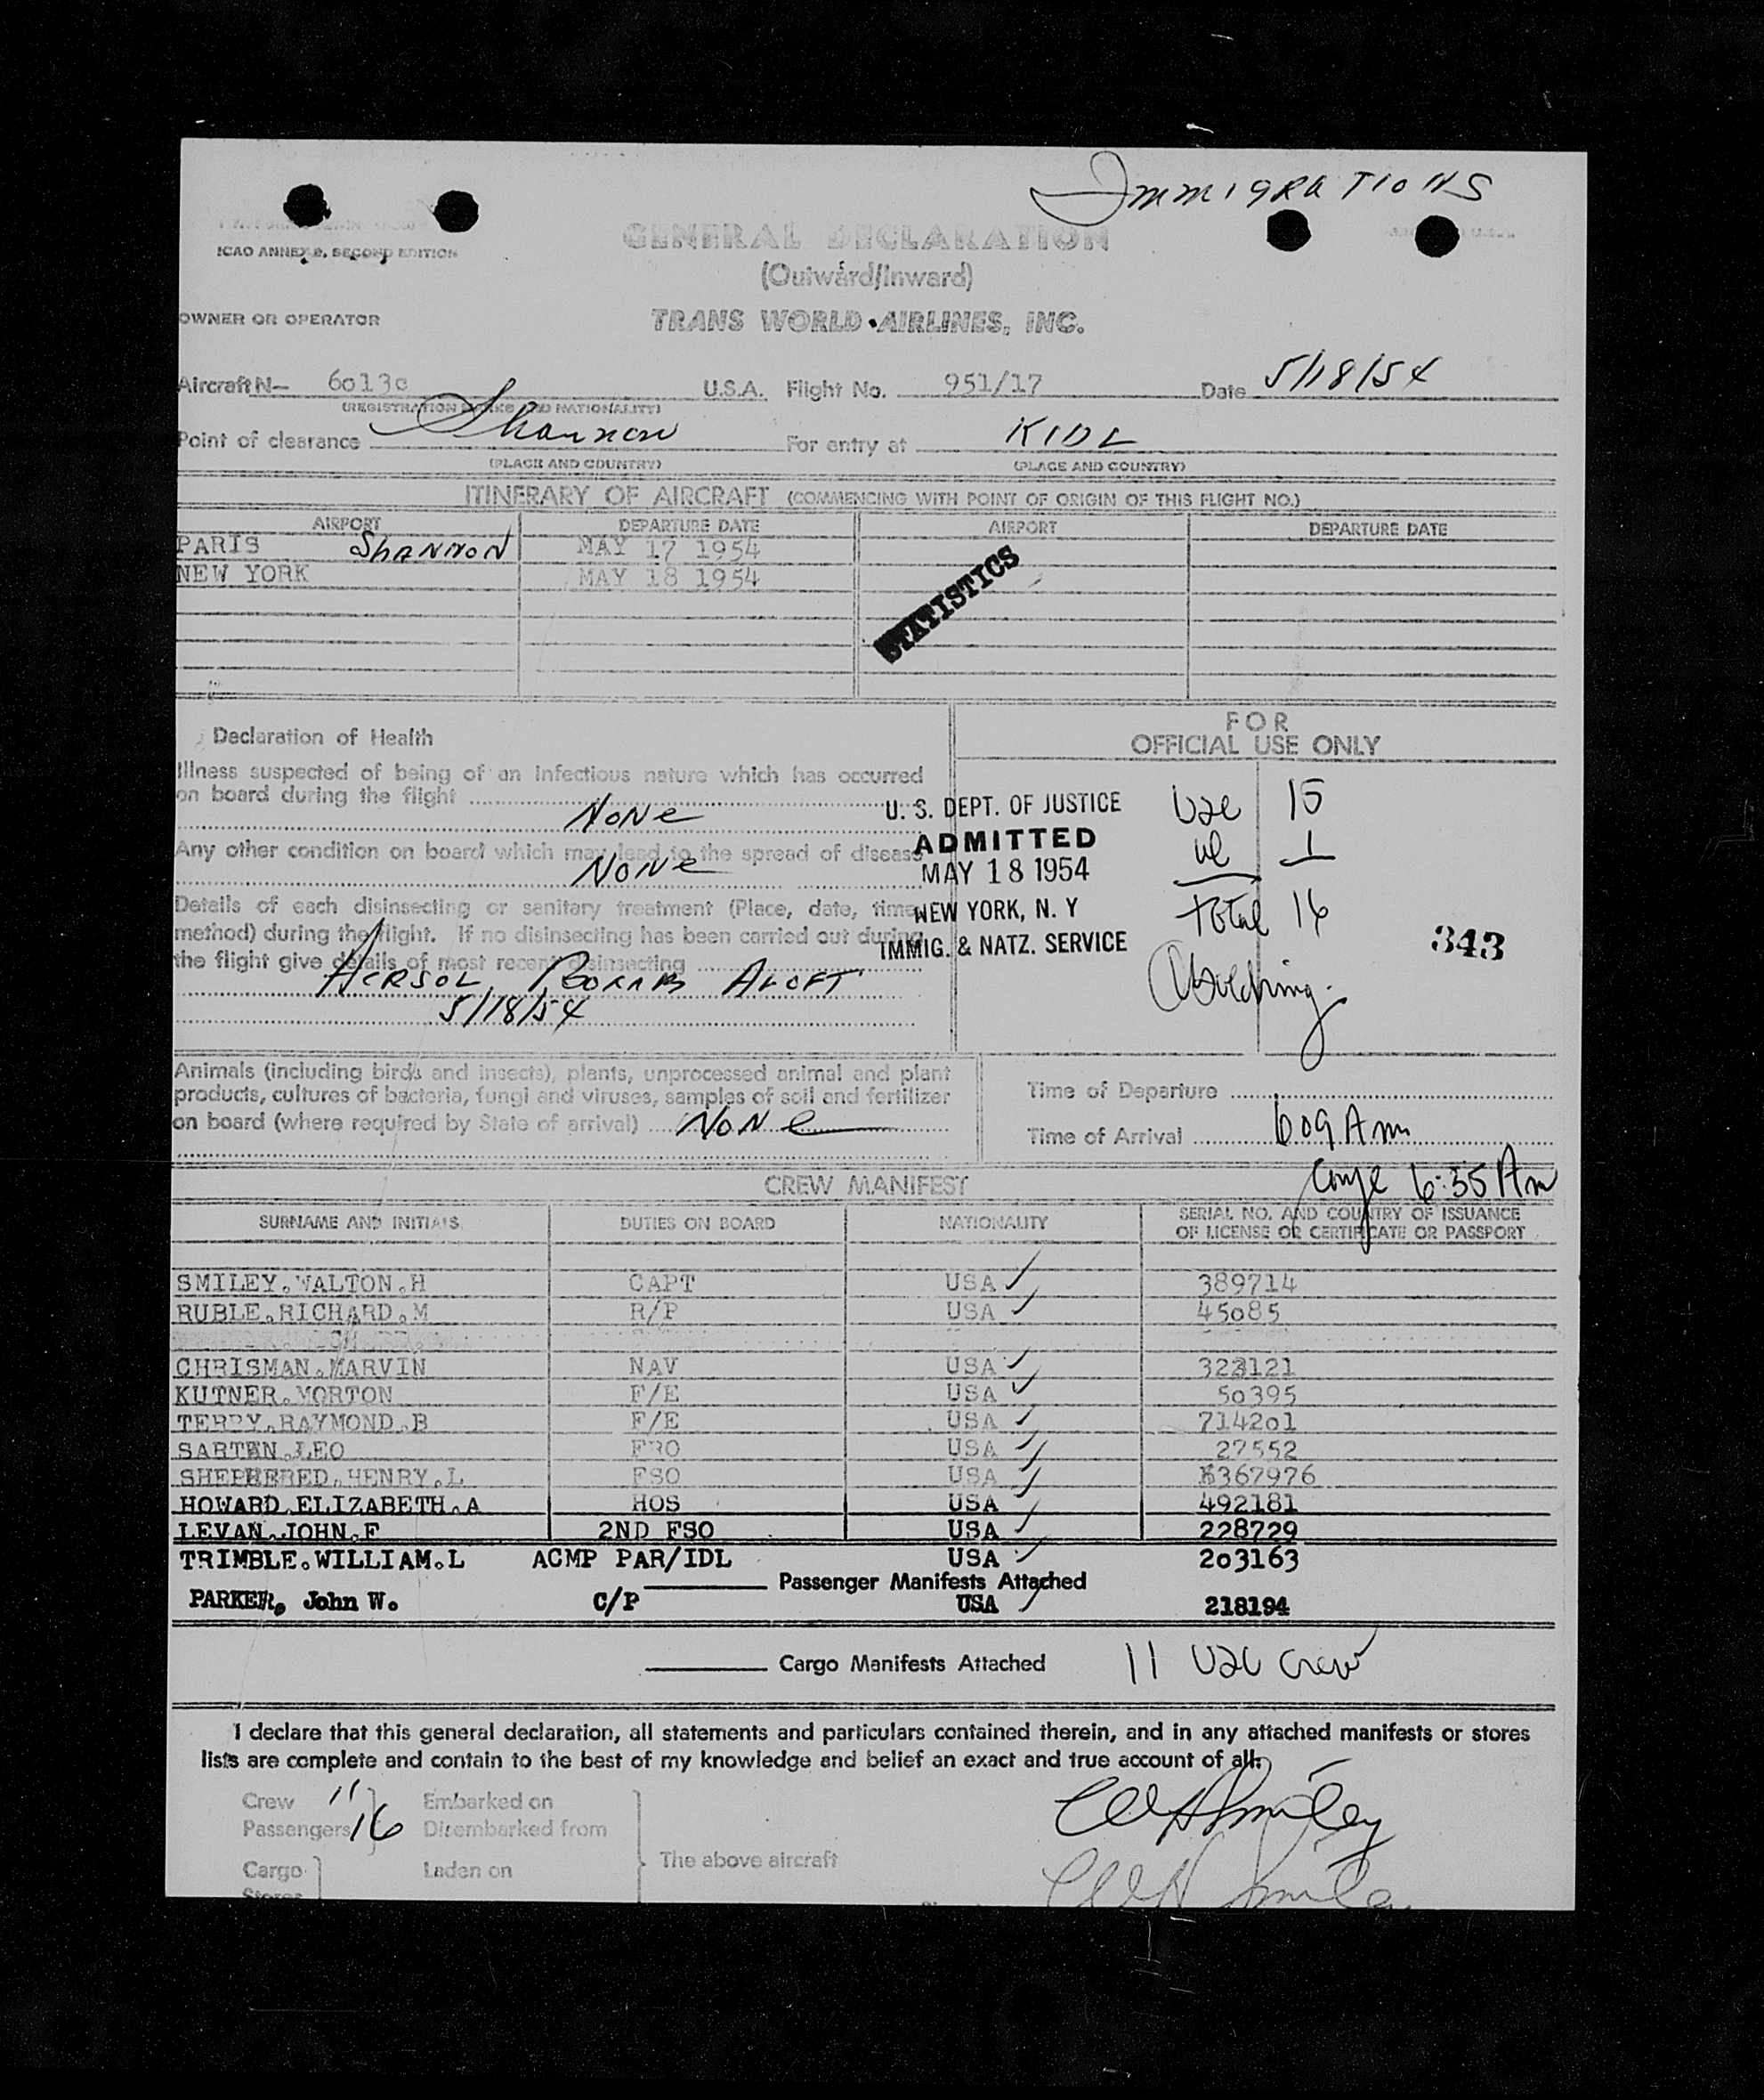 ImmIgRaTIoNS
ICAO ANNEX 9, SECOND EDITION
GENERAL DECLARATION
(Outward/Inward)
OWNER OR OPERATOR
TRANS WORLD AIRLINES, INC.
Aircraft N— 6013c U.S.A. Flight No. 951/17 Date 5/18/54
(REGISTRATION MARKS AND NATIONALITY)
Point of clearance Shannon For entry at KIDL
(PLACE AND COUNTRY) (PLACE AND COUNTRY)
ITINERARY OF AIRCRAFT (COMMENCING WITH POINT OF ORIGIN OF THIS FLIGHT NO.)
AIRPORT DEPARTURE DATE AIRPORT DEPARTURE DATE
PARIS ShANNON MAY 17 1954
NEW YORK MAY 18 1954
STATISTICS
Declaration of Health
FOR
OFFICIAL USE ONLY
Illness suspected of being of an infectious nature which has occurred
on board during the flight
NoNe
Any other condition on board which may lead to the spread of disease
NoNe
Details of each disinsecting or sanitary treatment (Place, date, time,
method) during the flight. If no disinsecting has been carried out during
the flight give details of most recent disinsecting
ALOFT
5/18/54
U. S. DEPT. OF JUSTICE
ADMITTED
MAY 18 1954
NEW YORK, N. Y
IMMIG. & NATZ. SERVICE
USC 15
1
Total 16
343
Animals (including birds and insects), plants, unprocessed animal and plant
products, cultures of bacteria, fungi and viruses, samples of soil and fertilizer
on board (where required by State of arrival) NoNe
Time of Departure
Time of Arrival 609 Am
6:35 Am
CREW MANIFEST
SURNAME AND INITIALS DUTIES ON BOARD NATIONALITY SERIAL NO. AND COUNTRY OF ISSUANCE
OF LICENSE OR CERTIFICATE OR PASSPORT
SMILEY.WALTON.H CAPT USA 389714
RUBLE.RICHARD.M R/P USA 45085
CHRISMAN.MARVIN NAV USA 323121
KUTNER.MORTON F/E USA 50395
TERRY.RAYMOND.B F/E USA 714201
SARTEN.LEO FRO USA 27552
SHEPHERED.HENRY.L FSO USA 367976
HOWARD.ELIZABETH.A HOS USA 492181
LEVAN.JOHN.F 2ND FSO USA 228729
TRIMBLE.WILLIAM.L ACMP PAR/IDL USA 203163
Passenger Manifests Attached
PARKER, John W. C/P USA 218194
Cargo Manifests Attached 11 USC Crew
I declare that this general declaration, all statements and particulars contained therein, and in any attached manifests or stores
lists are complete and contain to the best of my knowledge and belief an exact and true account of all:
Crew 11 Embarked on
Passengers 16 Disembarked from
The above aircraft
Cargo Laden on
Stores
WHSmiley
WH Smiley